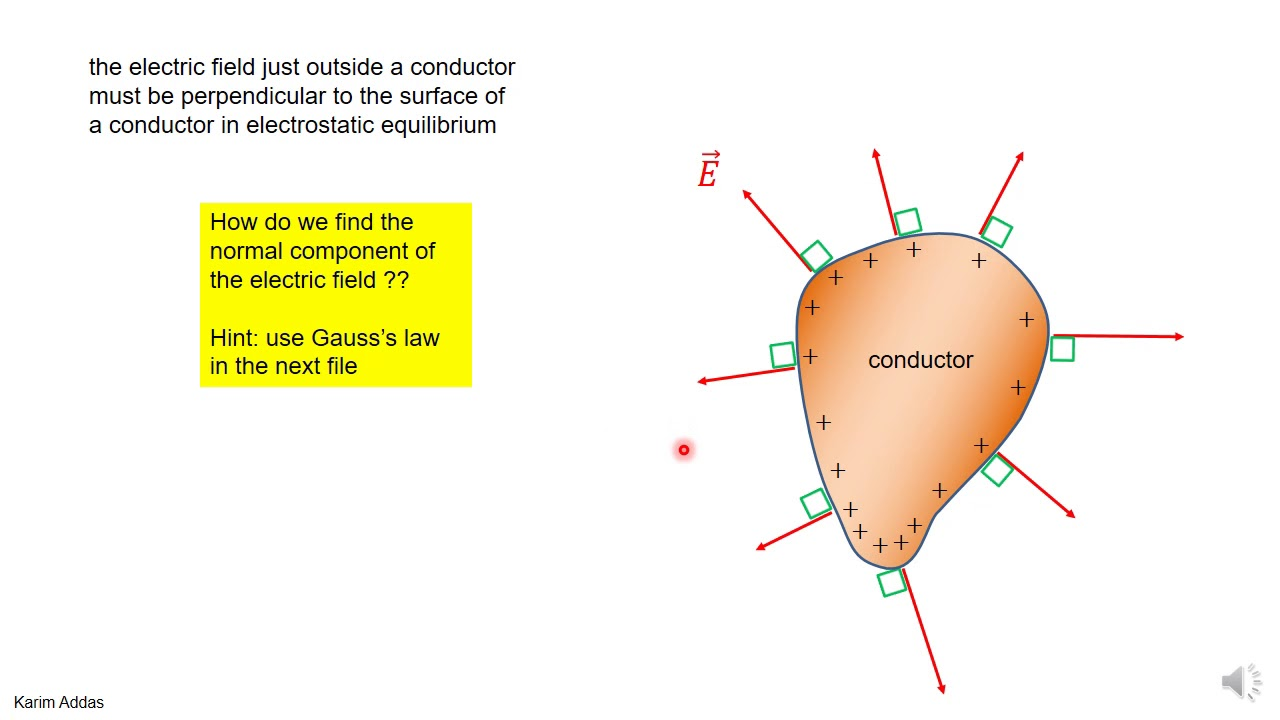 the electric field just outside a conductor
must be perpendicular to the surface of
a conductor in electrostatic equilibrium
How do we find the
normal component of
the electric field ??
Hint: use Gauss’s law
in the next file
E⃗
+ + + + + + + + + + + + + + + + + + +
conductor
Karim Addas